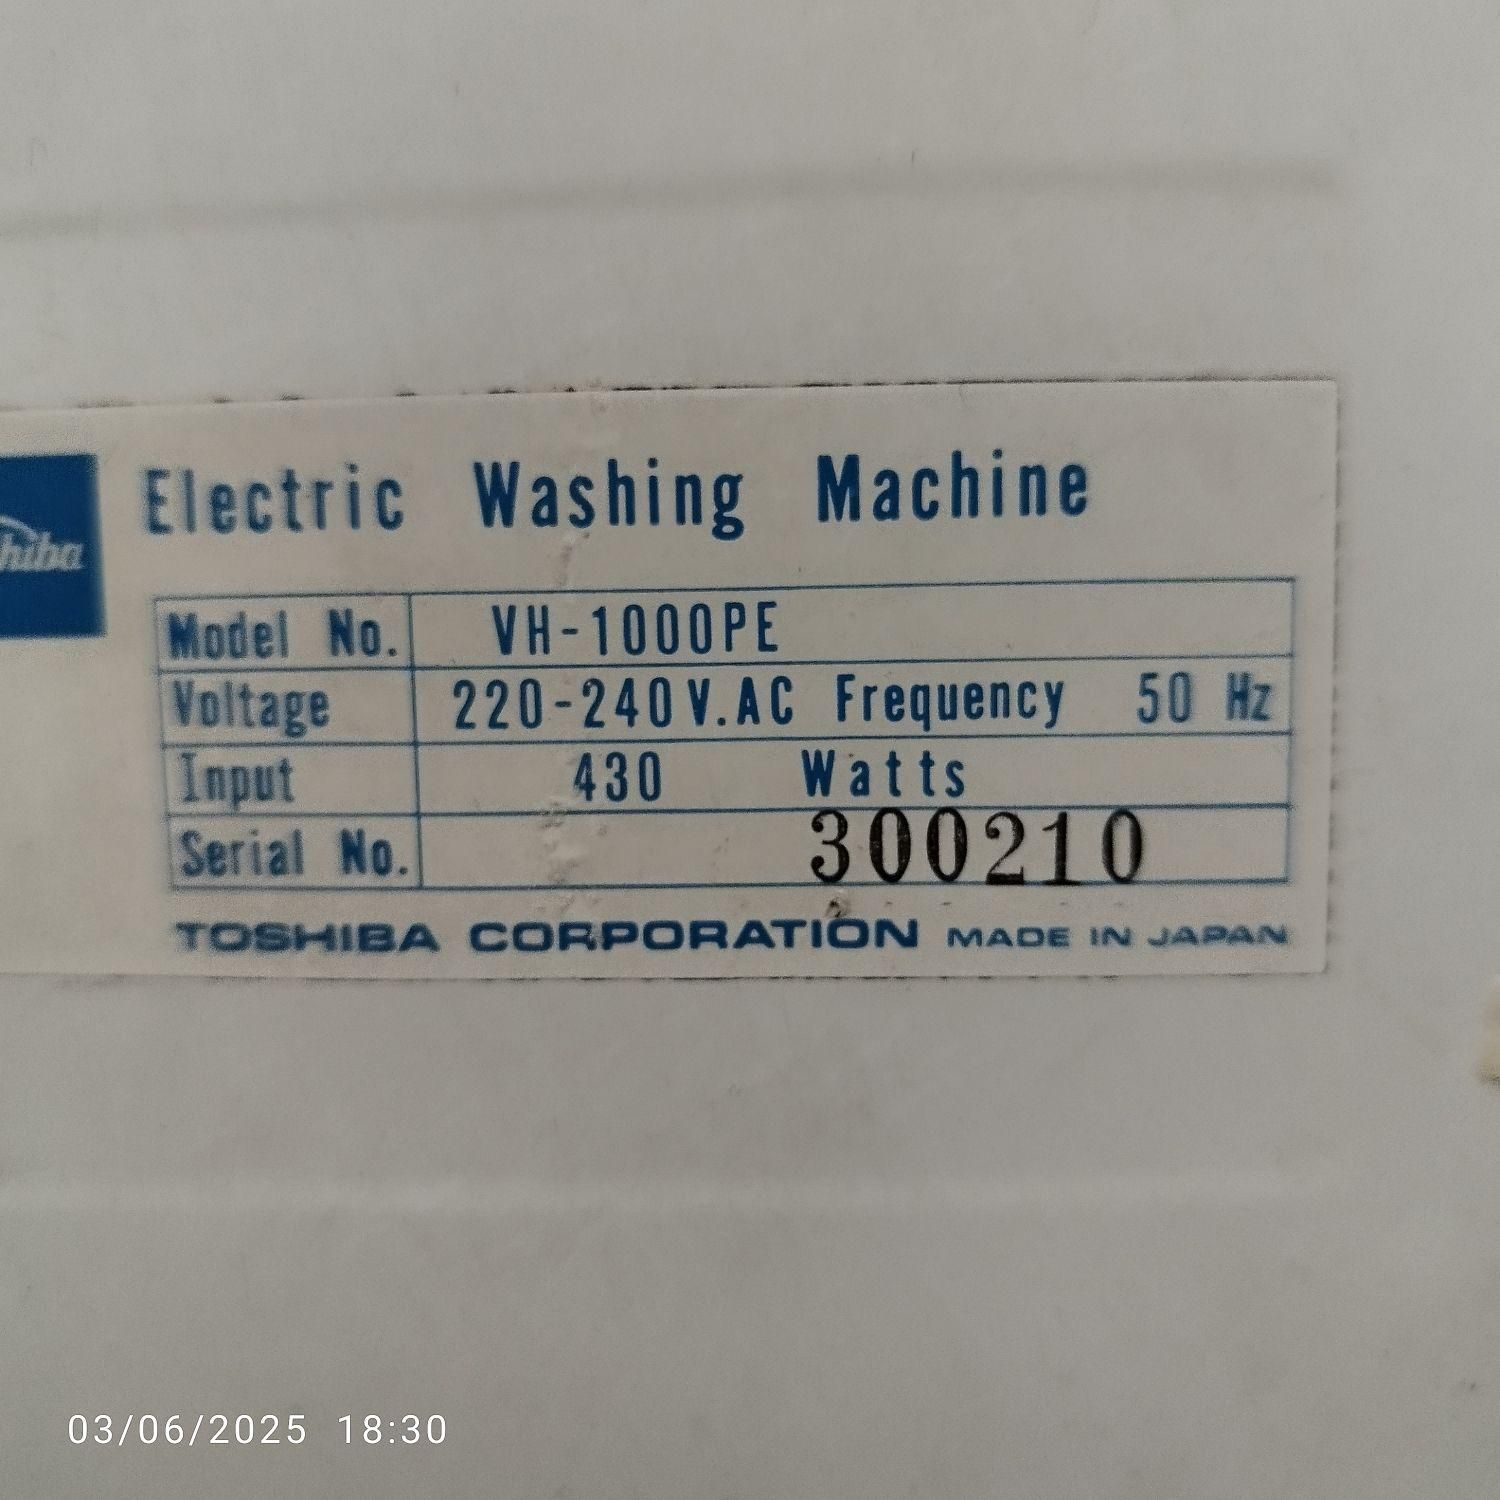 Electric Washing Machine
hiba
Model No. VH-1000PE
Voltage 220-240V.AC Frequency 50 Hz
Input 430 Watts
Serial No. 300210
TOSHIBA CORPORATION MADE IN JAPAN
03/06/2025 18:30